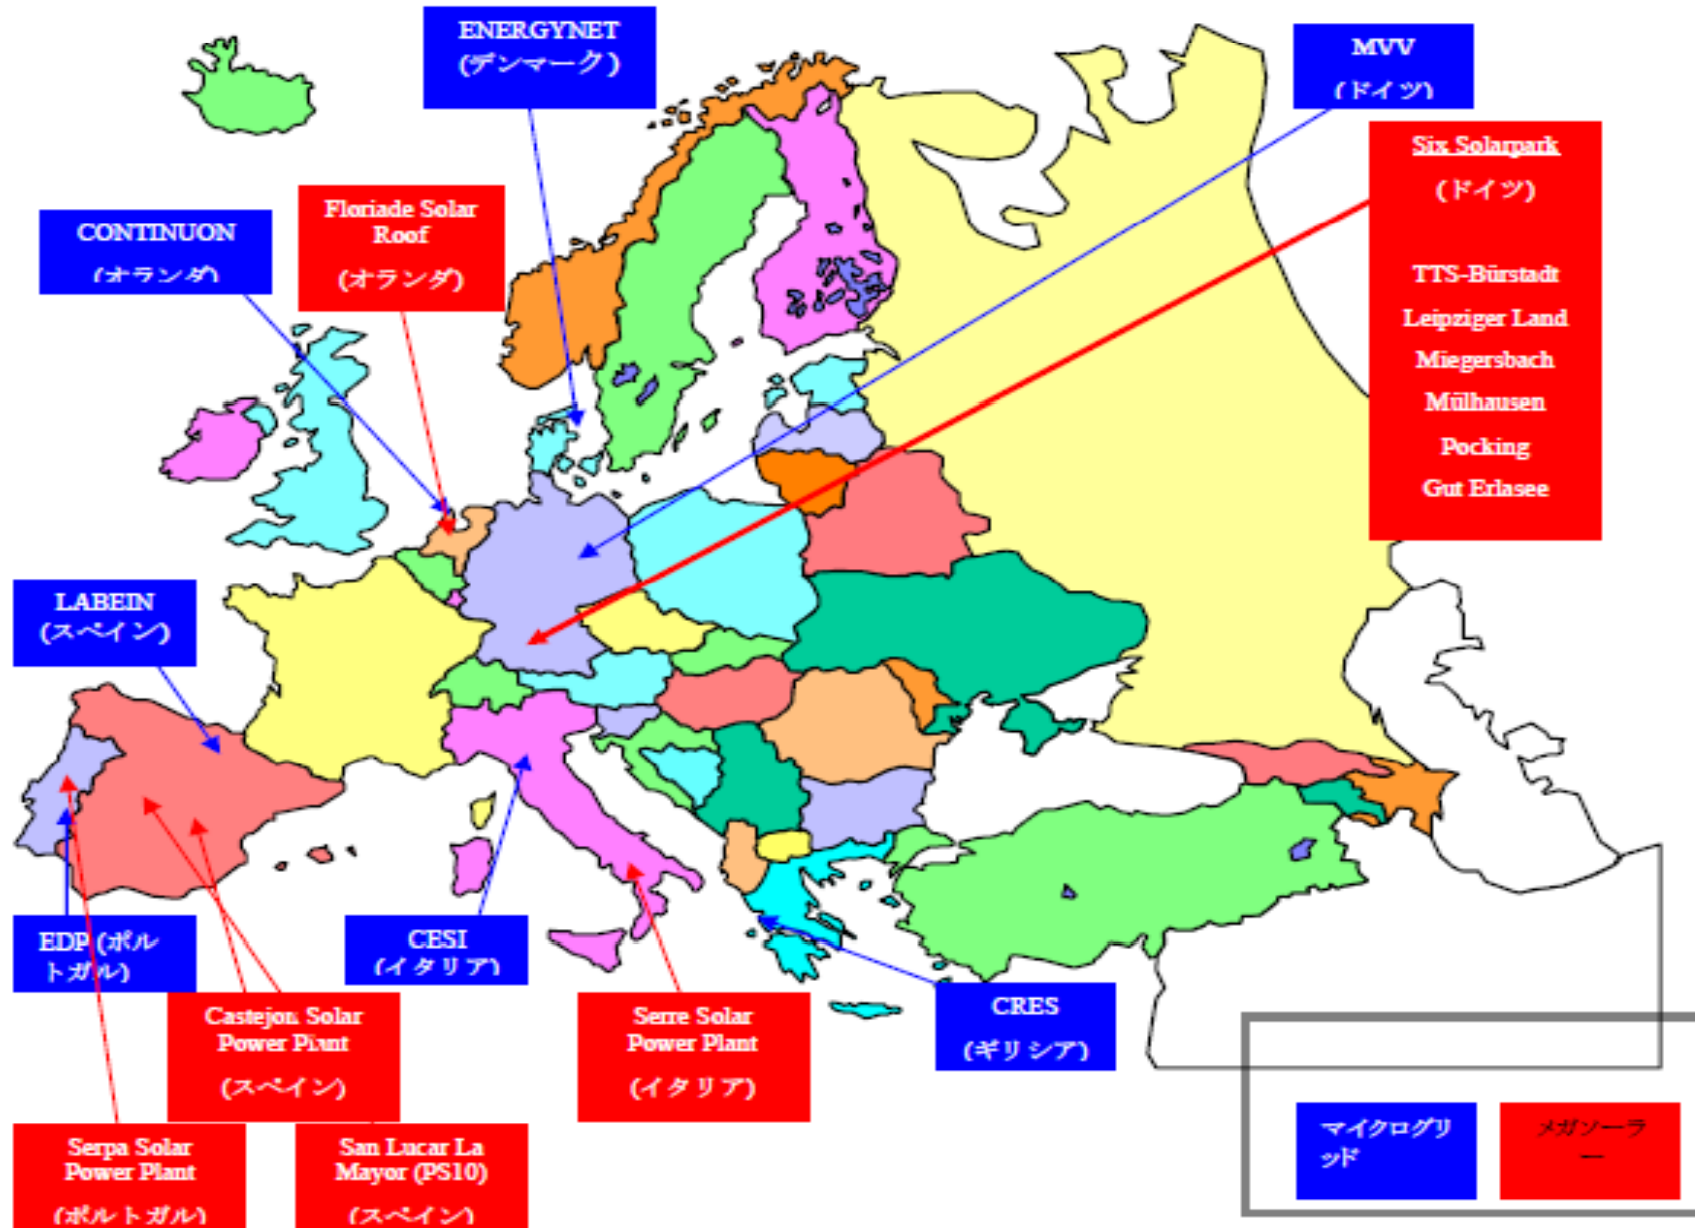 ENERGYNET
(デンマーク)
MVV
(ドイツ)
Six Solarpark
(ドイツ)
TTS-Bürstadt
Leipziger Land
Miegersbach
Mülhausen
Pocking
Gut Erlasee
Floriade Solar
Roof
(オランダ)
CONTINUON
(オランダ)
LABEIN
(スペイン)
EDP (ポル
トガル)
CESI
(イタリア)
Castejon Solar
Power Plant
(スペイン)
Serre Solar
Power Plant
(イタリア)
CRES
(ギリシア)
Serpa Solar
Power Plant
(ポルトガル)
San Lucar La
Mayor (PS10)
(スペイン)
マイクログリ
ッド
メガソーラ
ー